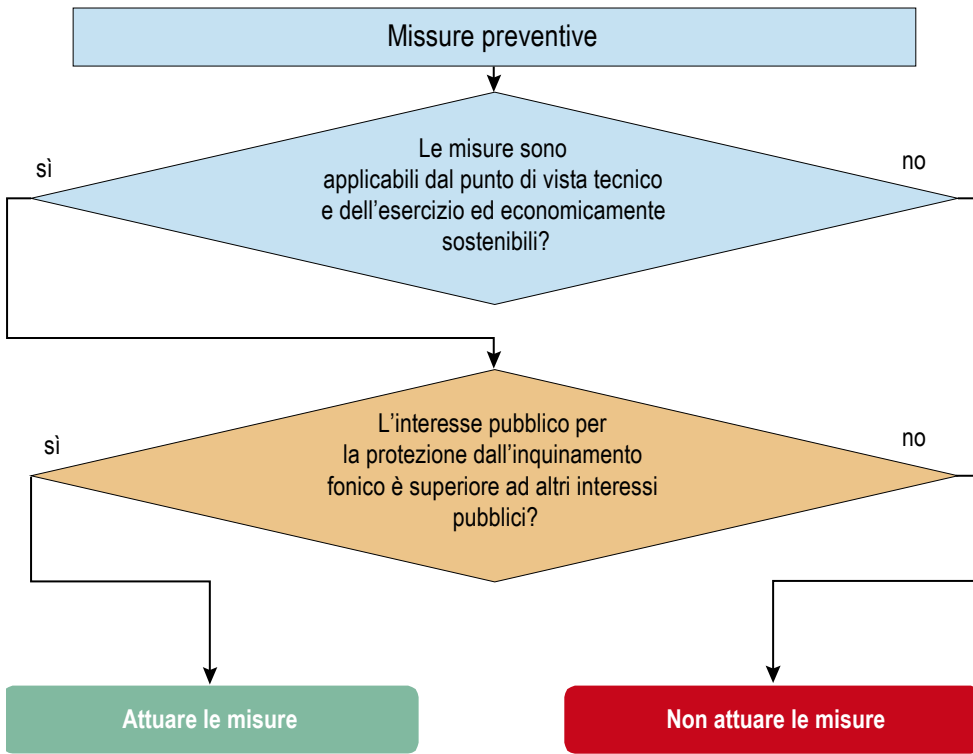 Missure preventive
Le misure sono
applicabili dal punto di vista tecnico
e dell’esercizio ed economicamente
sostenibili?
sì
no
L’interesse pubblico per
la protezione dall’inquinamento
fonico è superiore ad altri interessi
pubblici?
sì
no
Attuare le misure
Non attuare le misure